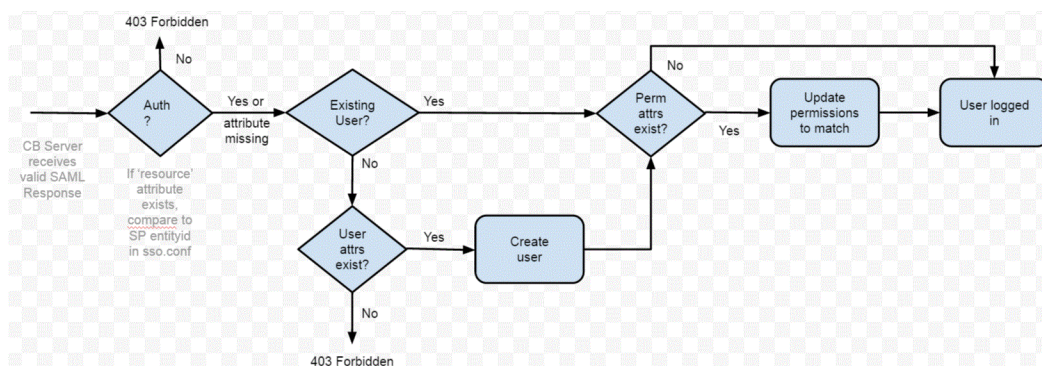 403 Forbidden
No
Auth
?
Yes or
attribute
missing
Existing
User?
Yes
Perm
attrs
exist?
No
Yes
Update
permissions
to match
User logged
in
CB Server
receives
valid SAML
Response
If ‘resource’
attribute
exists,
compare to
SP entityid
in sso.conf
No
User
attrs
exist?
Yes
Create
user
No
403 Forbidden